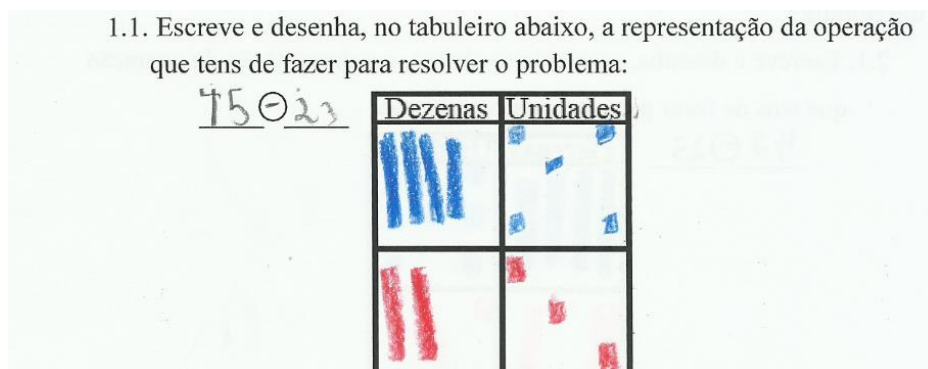 1.1. Escreve e desenha, no tabuleiro abaixo, a representação da operação
que tens de fazer para resolver o problema:
45 - 23
Dezenas Unidades